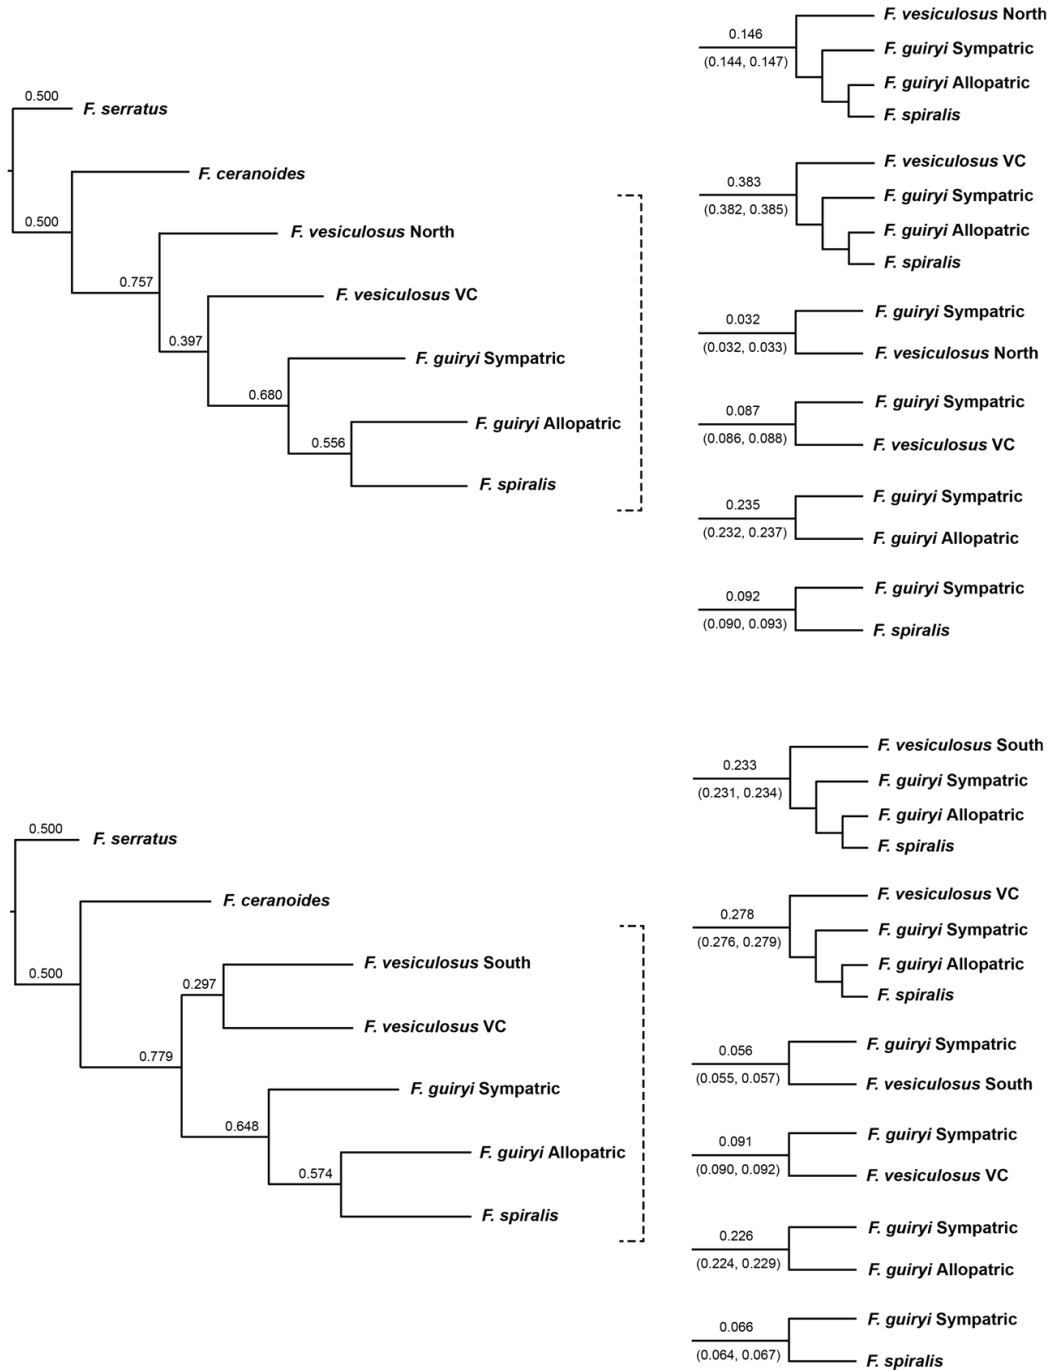 0.500
F. serratus
F. ceranoides
0.500
F. vesiculosus North
0.757
F. vesiculosus VC
0.397
F. guiryi Sympatric
0.680
F. guiryi Allopatric
0.556
F. spiralis
0.146
(0.144, 0.147)
F. vesiculosus North
F. guiryi Sympatric
F. guiryi Allopatric
F. spiralis
0.383
(0.382, 0.385)
F. vesiculosus VC
F. guiryi Sympatric
F. guiryi Allopatric
F. spiralis
0.032
(0.032, 0.033)
F. guiryi Sympatric
F. vesiculosus North
0.087
(0.086, 0.088)
F. guiryi Sympatric
F. vesiculosus VC
0.235
(0.232, 0.237)
F. guiryi Sympatric
F. guiryi Allopatric
0.092
(0.090, 0.093)
F. guiryi Sympatric
F. spiralis
0.500
F. serratus
F. ceranoides
0.500
F. vesiculosus South
0.297
F. vesiculosus VC
0.779
F. guiryi Sympatric
0.648
F. guiryi Allopatric
0.574
F. spiralis
0.233
(0.231, 0.234)
F. vesiculosus South
F. guiryi Sympatric
F. guiryi Allopatric
F. spiralis
0.278
(0.276, 0.279)
F. vesiculosus VC
F. guiryi Sympatric
F. guiryi Allopatric
F. spiralis
0.056
(0.055, 0.057)
F. guiryi Sympatric
F. vesiculosus South
0.091
(0.090, 0.092)
F. guiryi Sympatric
F. vesiculosus VC
0.226
(0.224, 0.229)
F. guiryi Sympatric
F. guiryi Allopatric
0.066
(0.064, 0.067)
F. guiryi Sympatric
F. spiralis